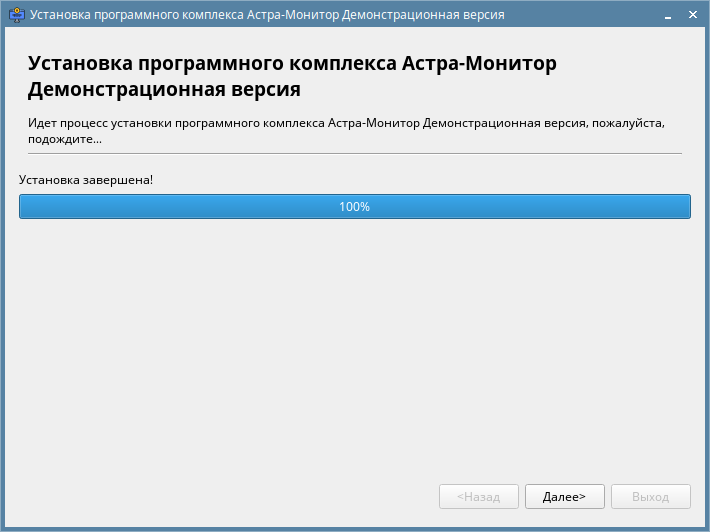 Установка программного комплекса Астра-Монитор Демонстрационная версия
Установка программного комплекса Астра-Монитор
Демонстрационная версия
Идет процесс установки программного комплекса Астра-Монитор Демонстрационная версия, пожалуйста,
подождите...
Установка завершена!
100%
<Назад Далее> Выход